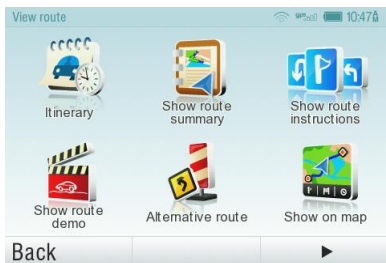 View route
10:47A
Itinerary
Show route
summary
Show route
instructions
Show route
demo
Alternative route
Show on map
Back